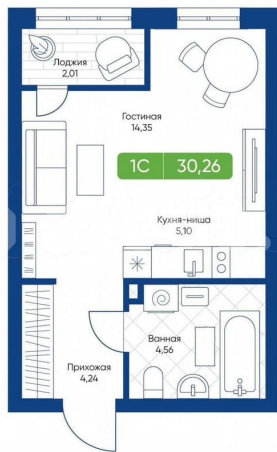 Лоджия
2,01
Гостиная
14,35
1С 30,26
Кухня-ниша
5,10
Ванная
4,56
Прихожая
4,24